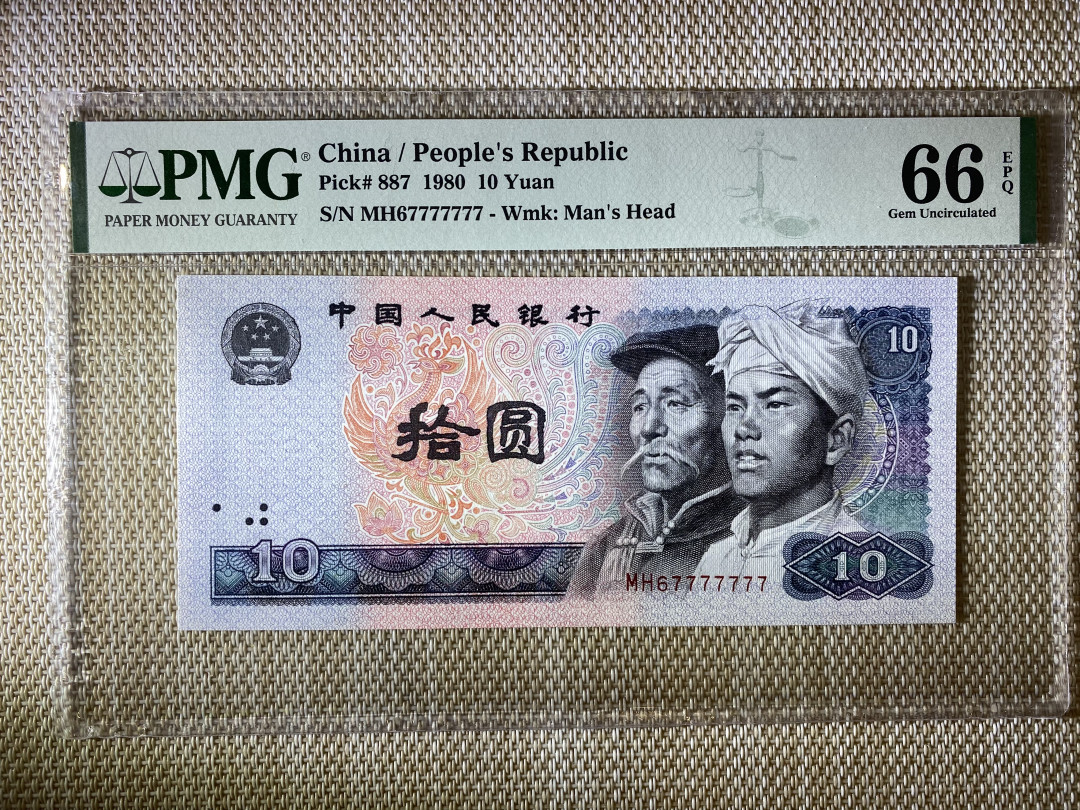 PMG®
PAPER MONEY GUARANTY
China / People's Republic
Pick# 887 1980 10 Yuan
S/N MH67777777 - Wmk: Man's Head
66
EPQ
Gem Uncirculated
中国人民银行
10
拾圆
10
MH67777777
10